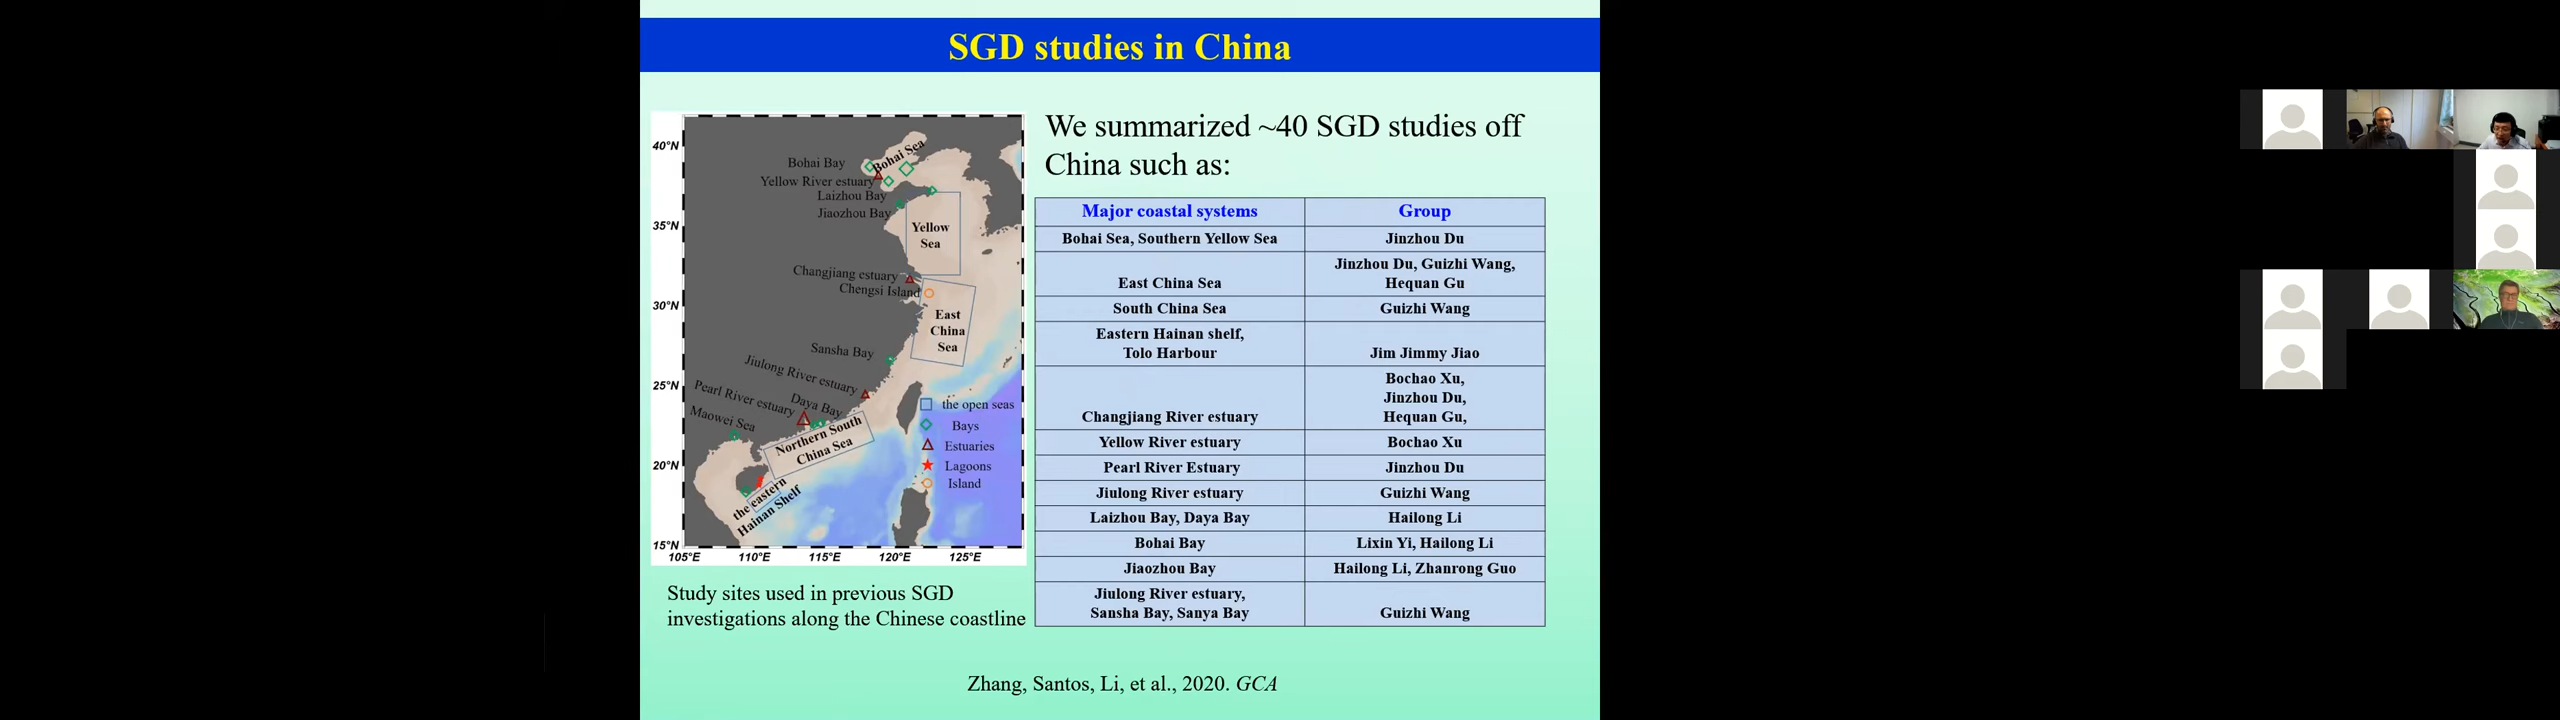 SGD studies in China
40°N
35°N
30°N
25°N
20°N
15°N
105°E
110°E
115°E
120°E
125°E
Bohai Bay
Bohai Sea
Yellow River estuary
Laizhou Bay
Jiaozhou Bay
Yellow
Sea
Changjiang estuary
Chengsi Island
East
China
Sea
Sansha Bay
Jiulong River estuary
Pearl River estuary
Daya Bay
Maowei Sea
Northern South
China Sea
the eastern
Hainan Shelf
the open seas
Bays
Estuaries
Lagoons
Island
Study sites used in previous SGD
investigations along the Chinese coastline
We summarized ~40 SGD studies off
China such as:
Major coastal systems Group
Bohai Sea, Southern Yellow Sea Jinzhou Du
Jinzhou Du, Guizhi Wang,
East China Sea Hequan Gu
South China Sea Guizhi Wang
Eastern Hainan shelf,
Tolo Harbour Jim Jimmy Jiao
Bochao Xu,
Jinzhou Du,
Changjiang River estuary Hequan Gu,
Yellow River estuary Bochao Xu
Pearl River Estuary Jinzhou Du
Jiulong River estuary Guizhi Wang
Laizhou Bay, Daya Bay Hailong Li
Bohai Bay Lixin Yi, Hailong Li
Jiaozhou Bay Hailong Li, Zhanrong Guo
Jiulong River estuary,
Sansha Bay, Sanya Bay Guizhi Wang
Zhang, Santos, Li, et al., 2020. GCA